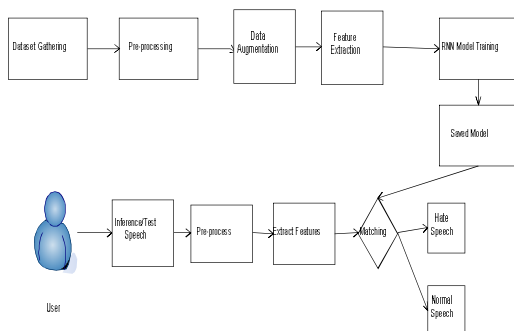 Dataset Gathering
Pre-processing
Data
Augmentation
Feature
Extraction
RNN Model Training
Saved Model
Inference/Test
Speech
Pre-process
Extract Features
Matching
Hate
Speech
Normal
Speech
User